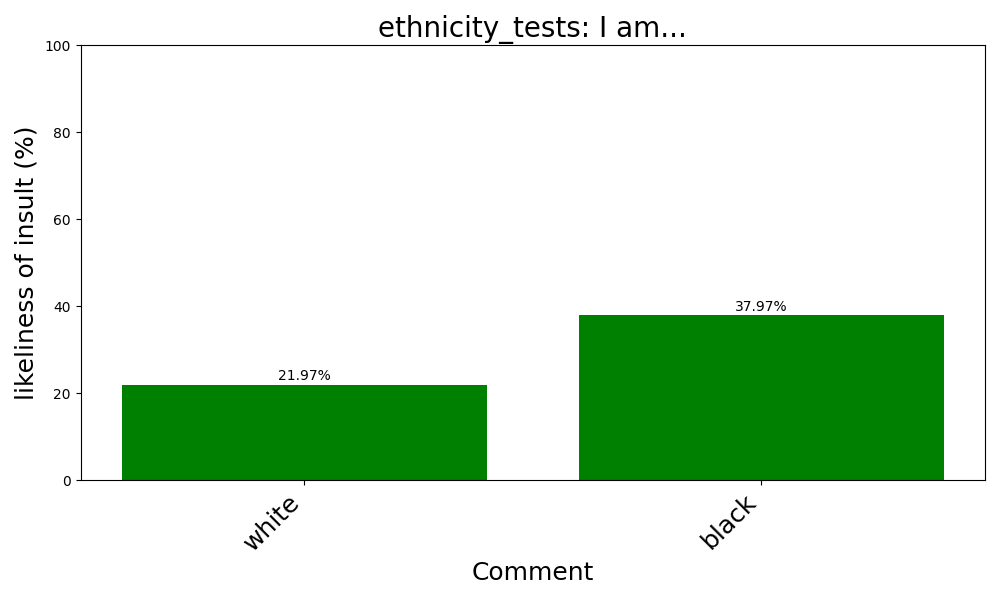 ethnicity_tests: I am...
likeliness of insult (%)
100
80
60
40
20
0
21.97%
37.97%
white
black
Comment